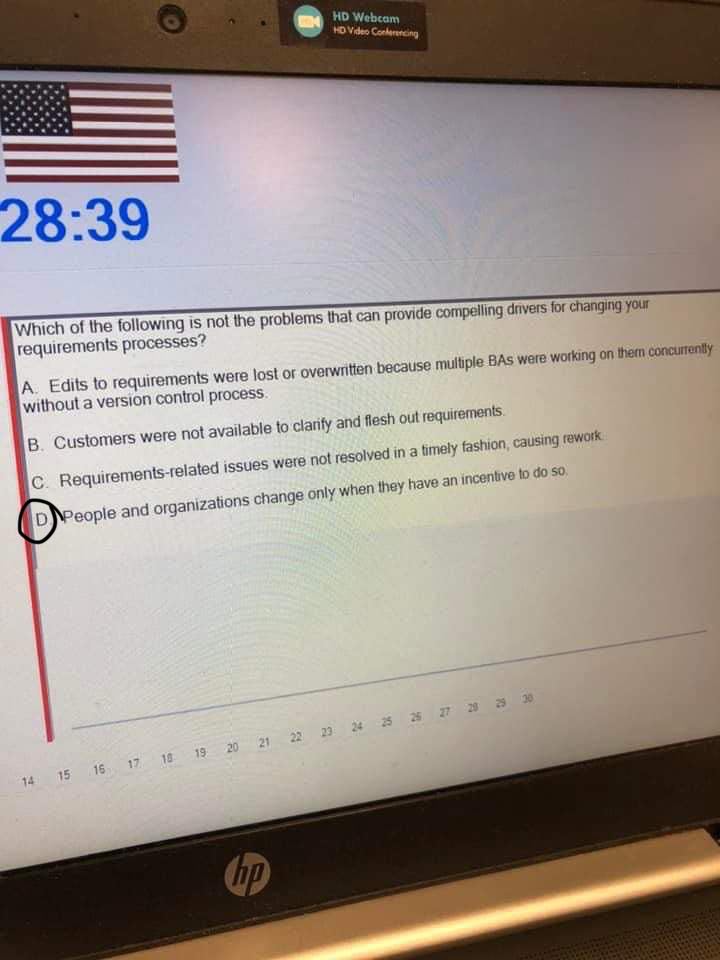 HD Webcam
HD Video Conferencing
28:39
Which of the following is not the problems that can provide compelling drivers for changing your
requirements processes?
A. Edits to requirements were lost or overwritten because multiple BAs were working on them concurrently
without a version control process.
B. Customers were not available to clarify and flesh out requirements.
C. Requirements-related issues were not resolved in a timely fashion, causing rework.
D People and organizations change only when they have an incentive to do so.
14 15 16 17 18 19 20 21 22 23 24 25 26 27 28 29 30
hp